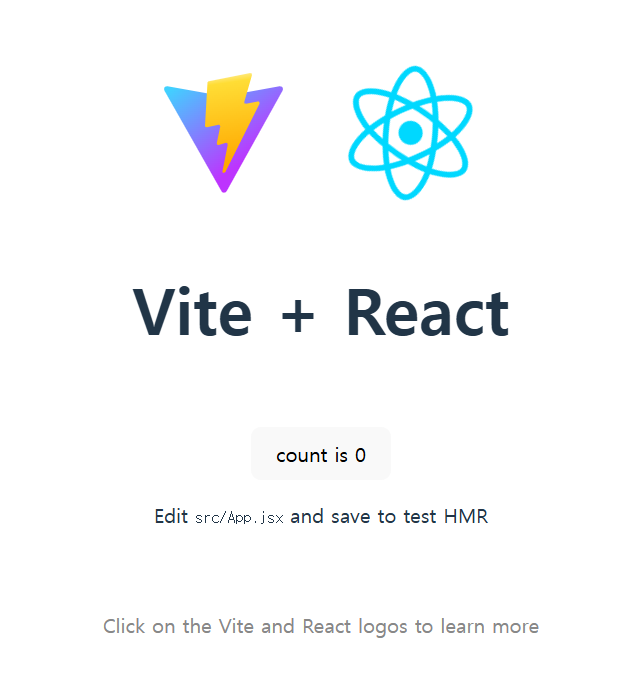 Vite + React
count is 0
Edit src/App.jsx and save to test HMR
Click on the Vite and React logos to learn more